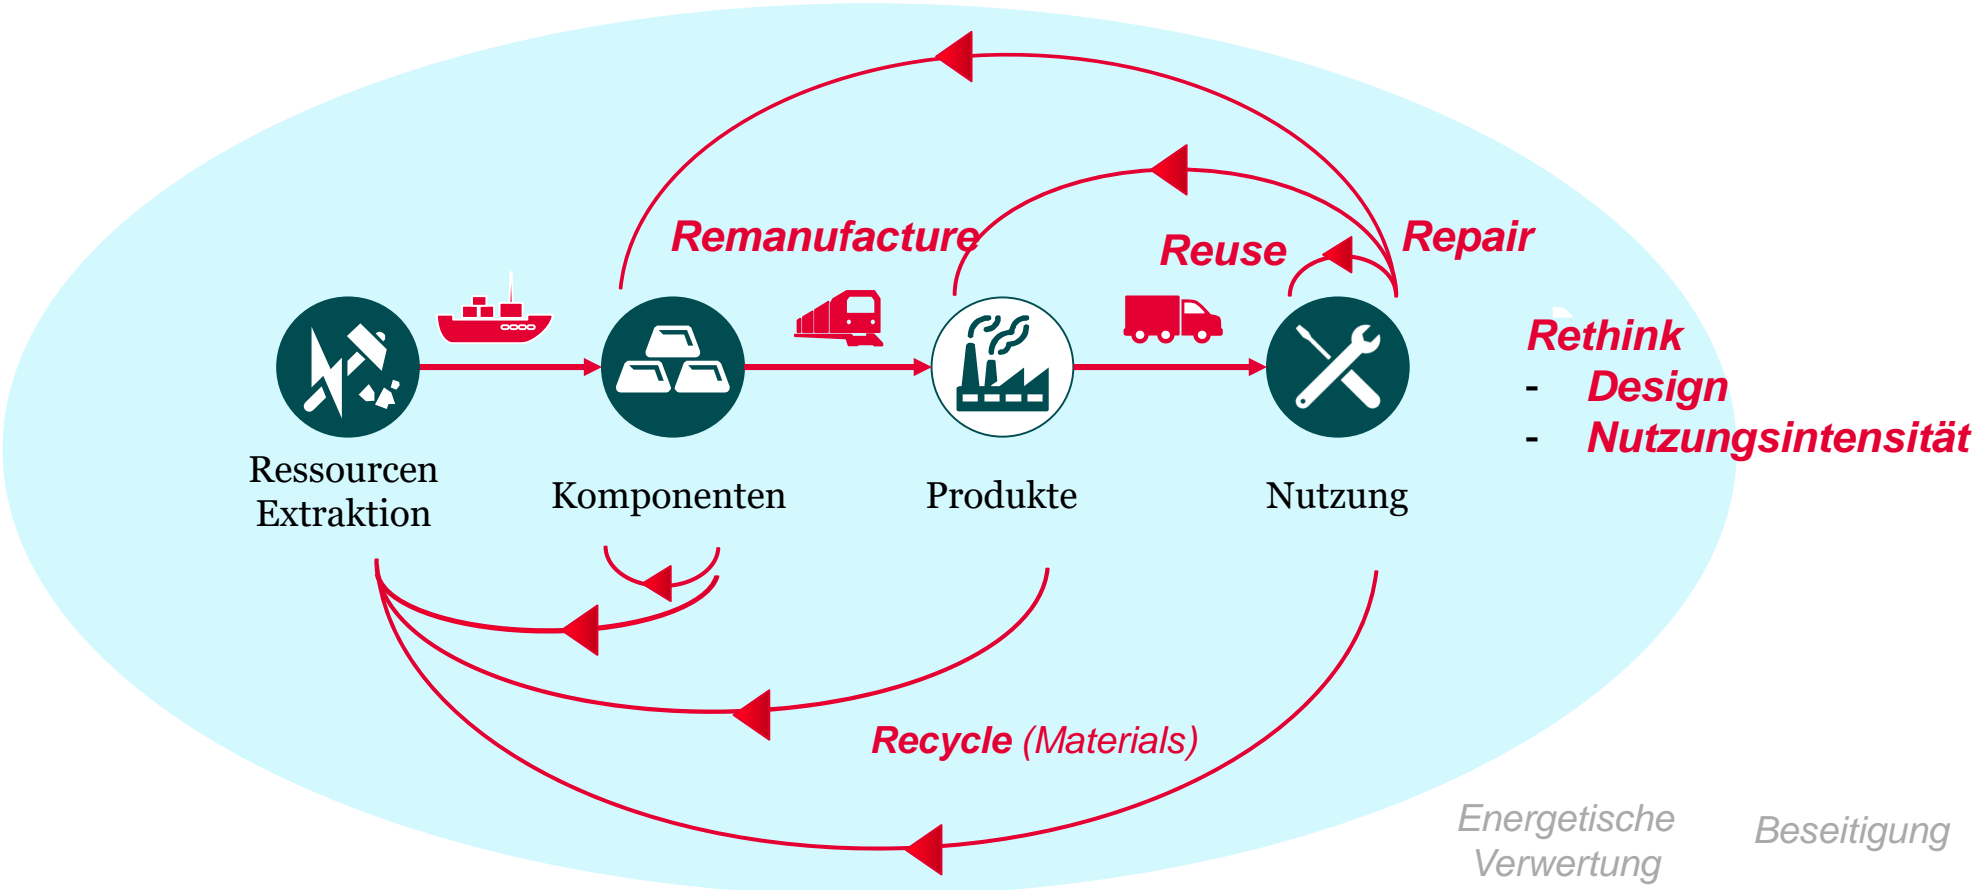 Remanufacture
Reuse
Repair
Rethink
- Design
- Nutzungsintensität
Ressourcen
Extraktion
Komponenten
Produkte
Nutzung
Recycle (Materials)
Energetische
Verwertung
Beseitigung